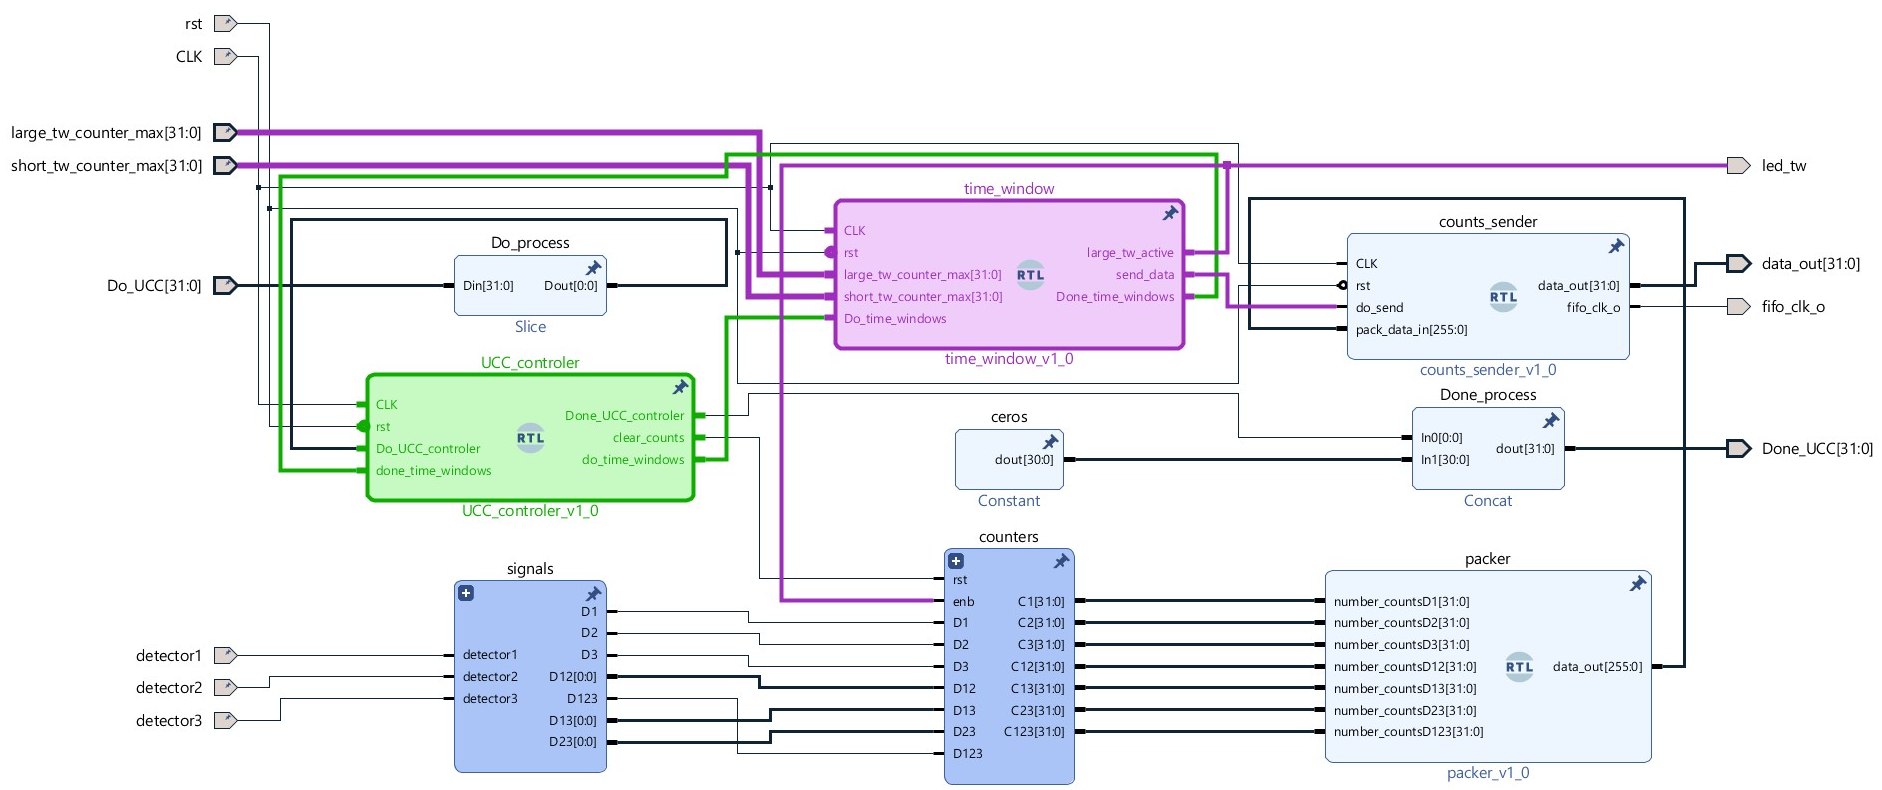 rst
CLK
large_tw_counter_max[31:0]
short_tw_counter_max[31:0]
Do_UCC[31:0]
Do_process
Din[31:0]
Dout[0:0]
Slice
time_window
CLK
rst
large_tw_counter_max[31:0]
short_tw_counter_max[31:0]
Do_time_windows
RTL
large_tw_active
send_data
Done_time_windows
time_window_v1_0
led_tw
counts_sender
CLK
rst
do_send
pack_data_in[255:0]
RTL
data_out[31:0]
fifo_clk_o
counts_sender_v1_0
data_out[31:0]
fifo_clk_o
UCC_controler
CLK
rst
Do_UCC_controler
done_time_windows
RTL
Done_UCC_controler
clear_counts
do_time_windows
UCC_controler_v1_0
ceros
dout[30:0]
Constant
Done_process
In0[0:0]
In1[30:0]
dout[31:0]
Concat
Done_UCC[31:0]
detector1
detector2
detector3
signals
detector1
detector2
detector3
D1
D2
D3
D12[0:0]
D123
D13[0:0]
D23[0:0]
counters
rst
enb
D1
D2
D3
D12
D13
D23
D123
C1[31:0]
C2[31:0]
C3[31:0]
C12[31:0]
C13[31:0]
C23[31:0]
C123[31:0]
packer
number_countsD1[31:0]
number_countsD2[31:0]
number_countsD3[31:0]
number_countsD12[31:0]
number_countsD13[31:0]
number_countsD23[31:0]
number_countsD123[31:0]
RTL
data_out[255:0]
packer_v1_0